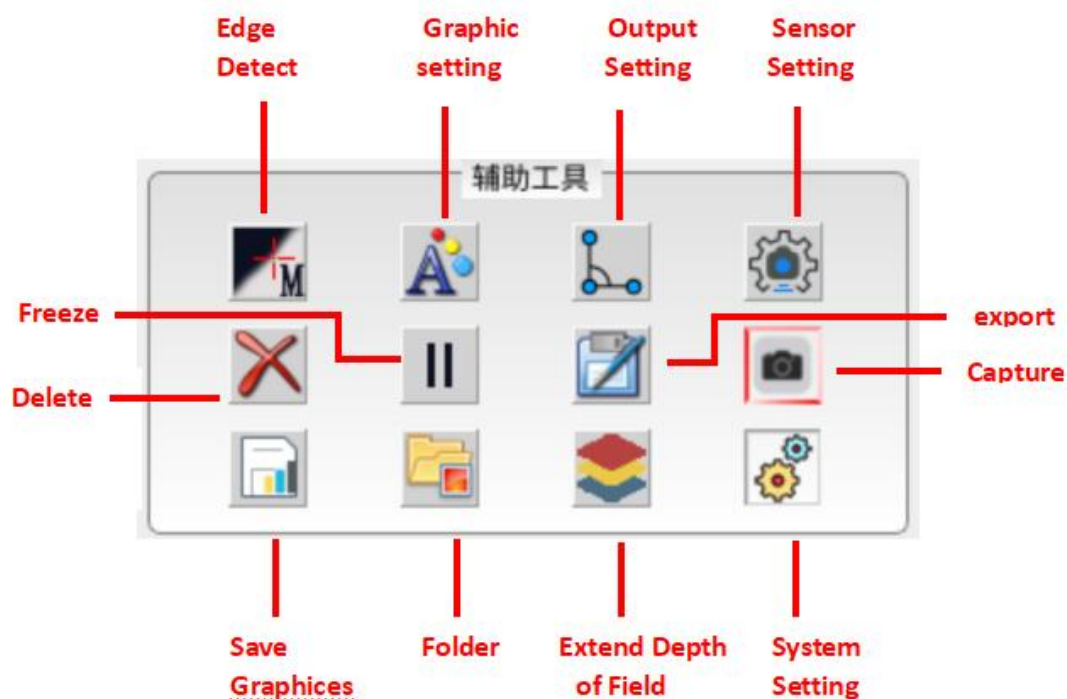 Edge
Detect
Graphic
setting
Output
Setting
Sensor
Setting
辅助工具
M
A
Freeze
export
Capture
Delete
Save
Graphices
Folder
Extend Depth
of Field
System
Setting